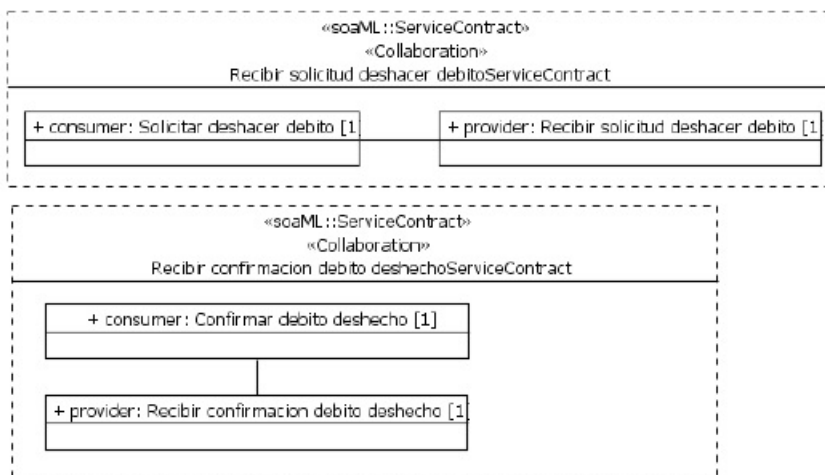 «soaML::ServiceContract»
«Collaboration»
Recibir solicitud deshacer debitoServiceContract
+ consumer: Solicitar deshacer debito [1]
+ provider: Recibir solicitud deshacer debito [1]
«soaML::ServiceContract»
«Collaboration»
Recibir confirmacion debito deshechoServiceContract
+ consumer: Confirmar debito deshecho [1]
+ provider: Recibir confirmacion debito deshecho [1]